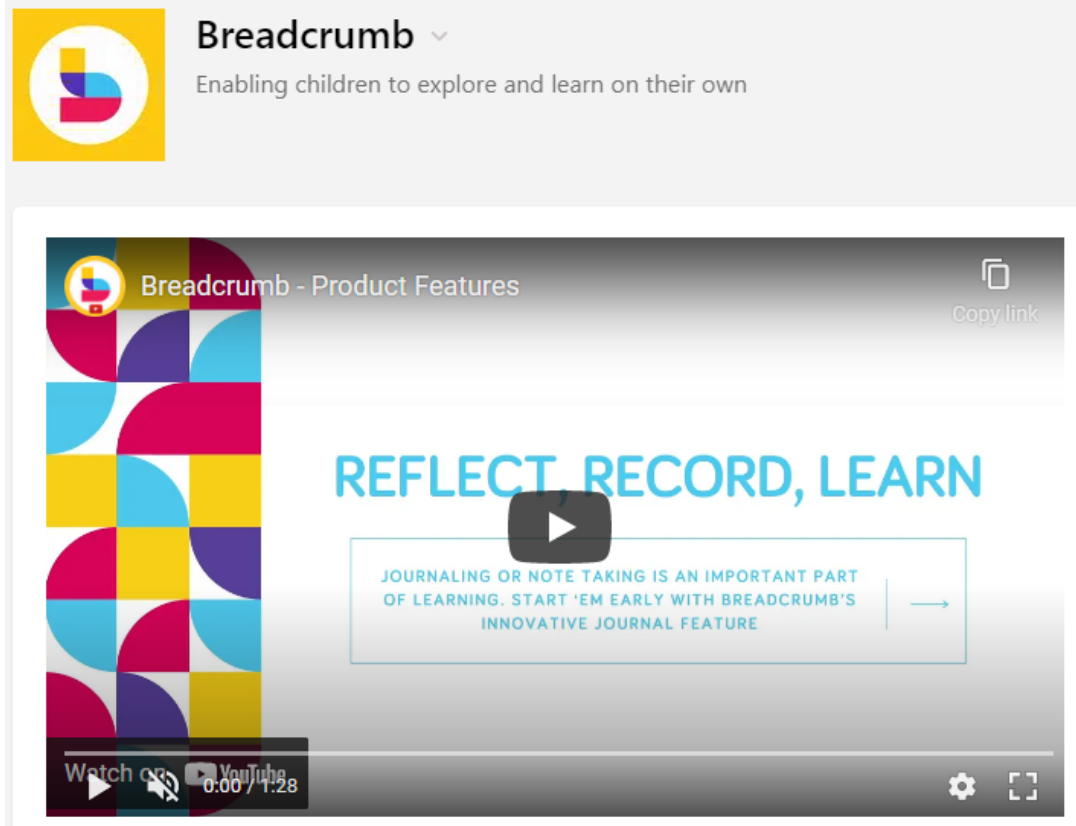 Breadcrumb
Enabling children to explore and learn on their own
Breadcrumb - Product Features
Copy link
REFLECT, RECORD, LEARN
JOURNALING OR NOTE TAKING IS AN IMPORTANT PART
OF LEARNING. START 'EM EARLY WITH BREADCRUMB'S
INNOVATIVE JOURNAL FEATURE
Watch on YouTube
0:00 / 1:28